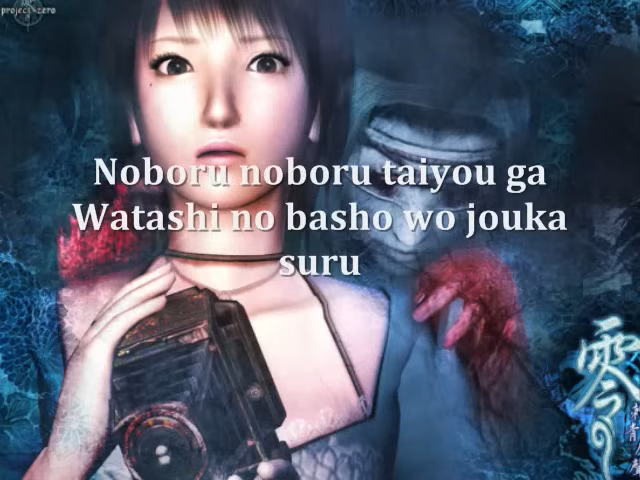 project zero
Noboru noboru taiyou ga
Watashi no basho wo jouka
suru
零